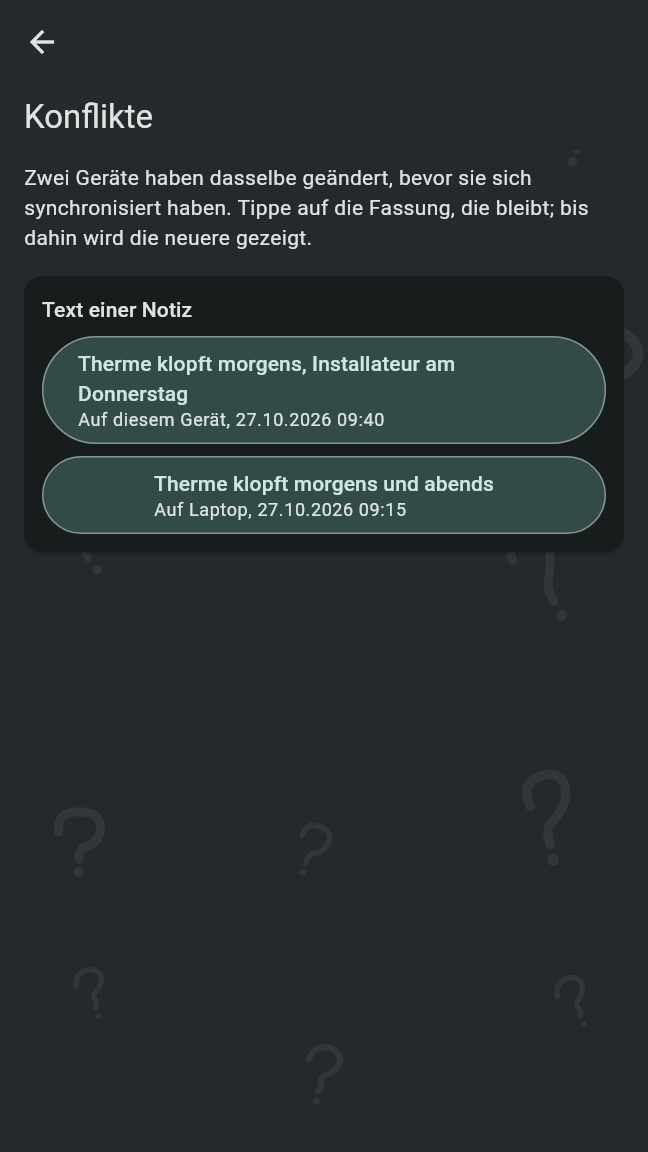 Konflikte
Zwei Geräte haben dasselbe geändert, bevor sie sich
synchronisiert haben. Tippe auf die Fassung, die bleibt; bis
dahin wird die neuere gezeigt.
Text einer Notiz
Therme klopft morgens, Installateur am
Donnerstag
Auf diesem Gerät, 27.10.2026 09:40
Therme klopft morgens und abends
Auf Laptop, 27.10.2026 09:15